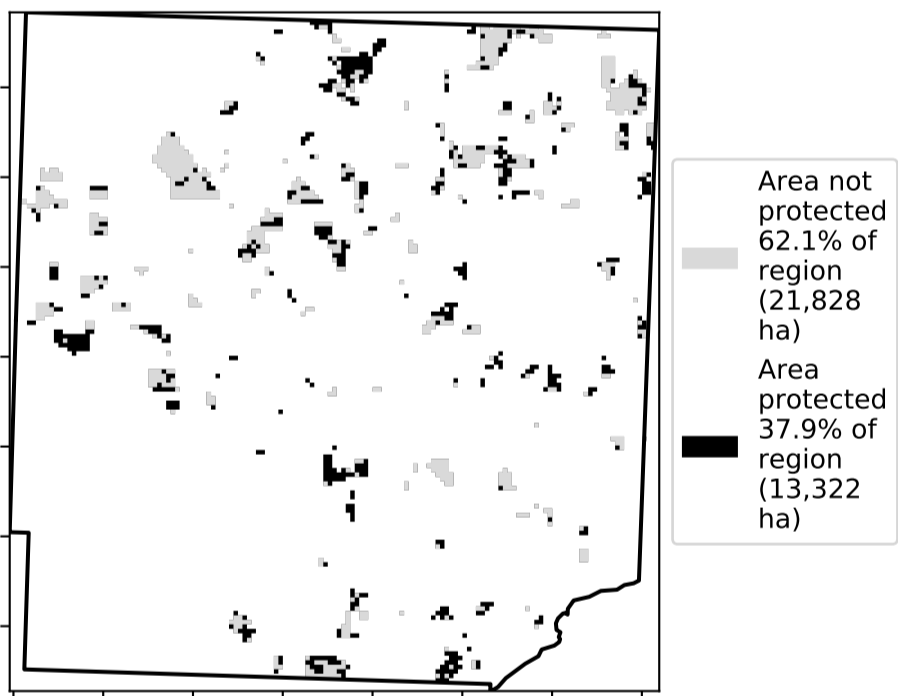 Area not
protected
62.1% of
region
(21,828
ha)
Area
protected
37.9% of
region
(13,322
ha)